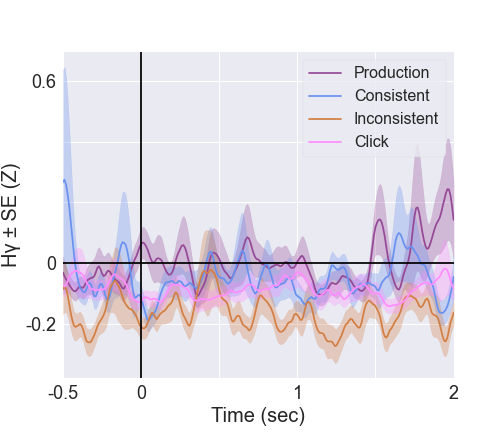 Production
Consistent
Inconsistent
Click
Hγ ± SE (Z)
0.6
0
-0.2
-0.5
0
1
2
Time (sec)